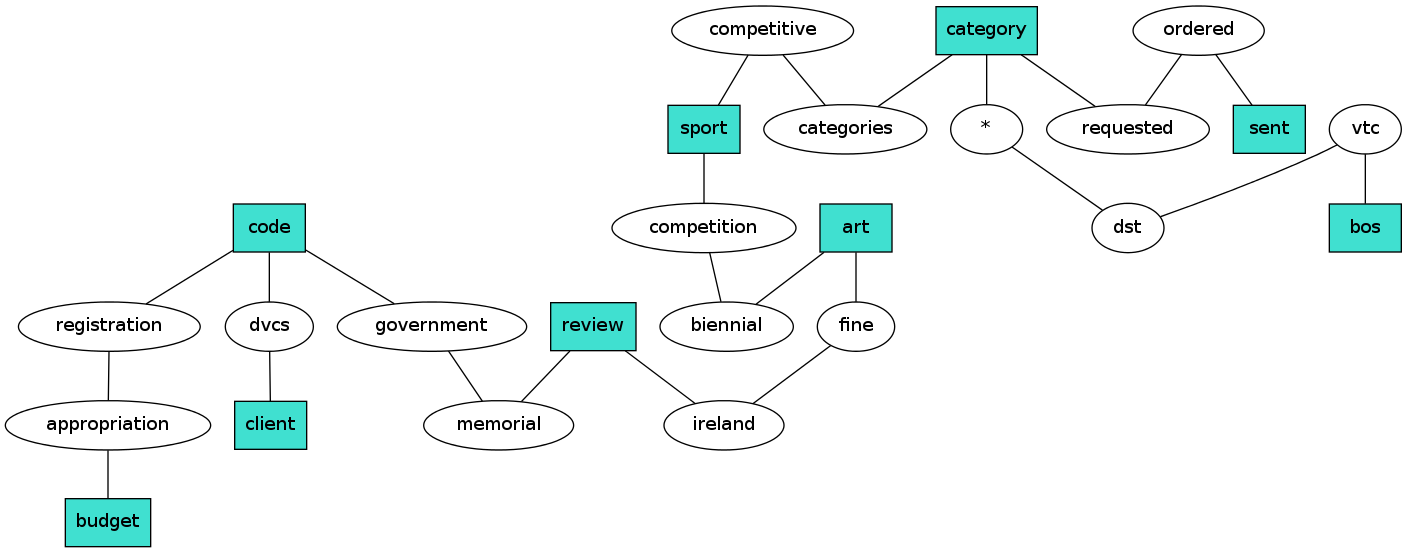 competitive
category
ordered
sport
categories
*
requested
sent
vtc
code
competition
art
dst
bos
registration
dvcs
government
review
biennial
fine
appropriation
client
memorial
ireland
budget